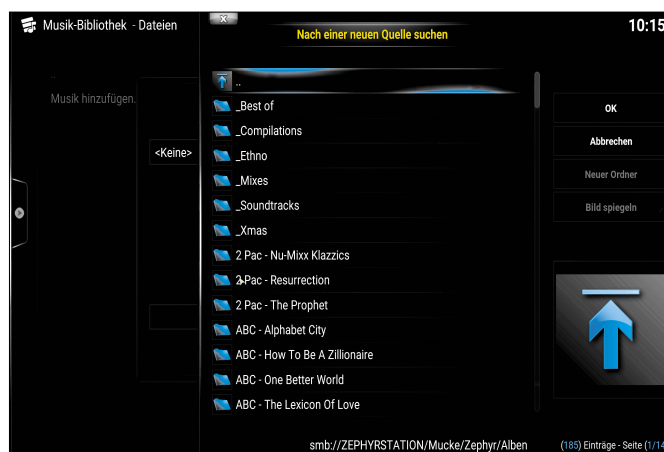 Musik-Bibliothek - Dateien
X
Nach einer neuen Quelle suchen
10:15
Musik hinzufügen.
<Keine>
..
_Best of
_Compilations
_Ethno
_Mixes
_Soundtracks
_Xmas
2 Pac - Nu-Mixx Klazzics
2 Pac - Resurrection
2 Pac - The Prophet
ABC - Alphabet City
ABC - How To Be A Zillionaire
ABC - One Better World
ABC - The Lexicon Of Love
OK
Abbrechen
Neuer Ordner
Bild spiegeln
smb://ZEPHYRSTATION/Mucke/Zephyr/Alben
(185) Einträge - Seite (1/14